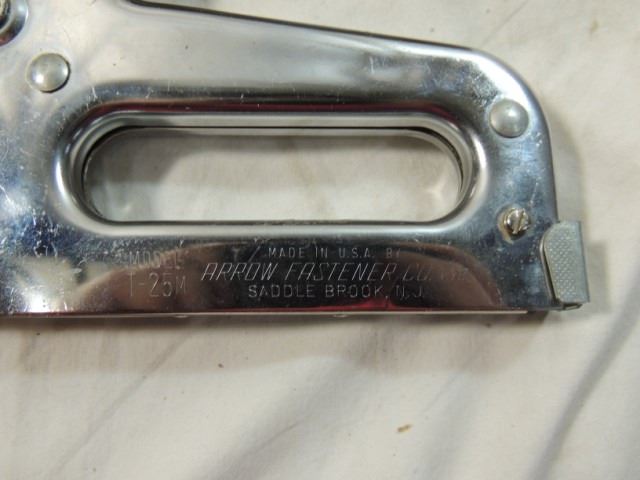 MODEL
T-25M
MADE IN U.S.A. BY
ARROW FASTENER CO. INC.
SADDLE BROOK, N.J.